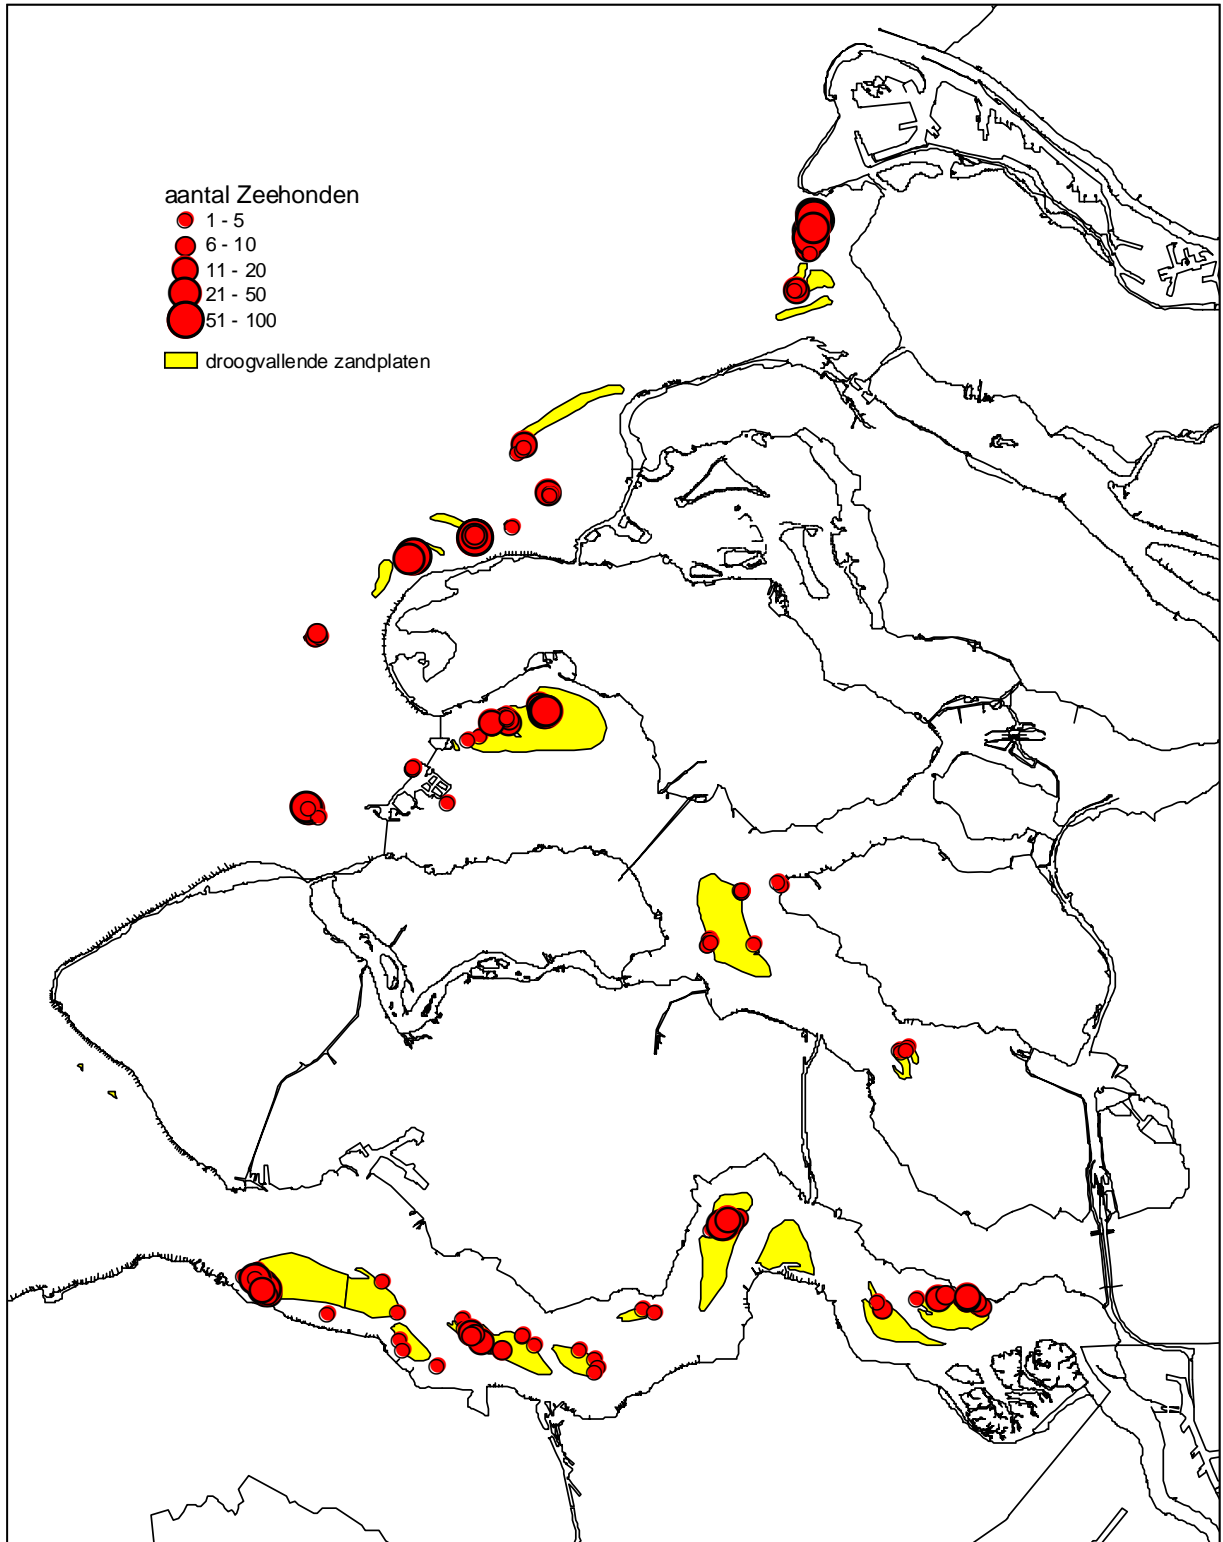 aantal Zeehonden
1 - 5
6 - 10
11 - 20
21 - 50
51 - 100
droogvallende zandplaten